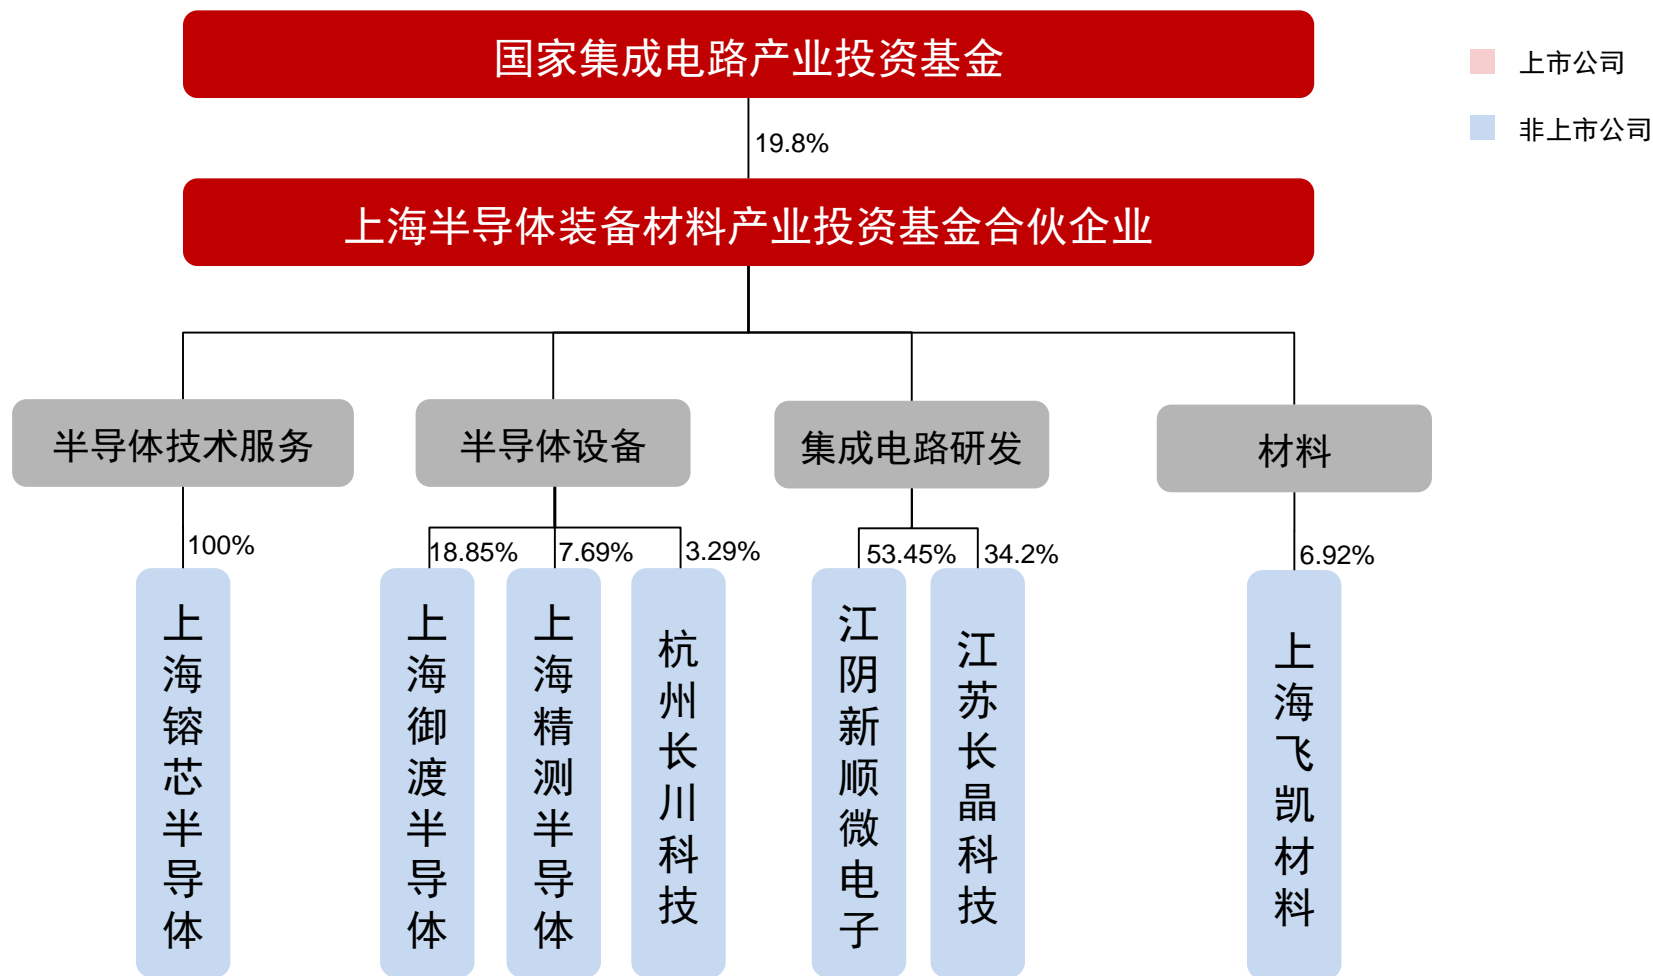 国家集成电路产业投资基金
上市公司
非上市公司
19.8%
上海半导体装备材料产业投资基金合伙企业
半导体技术服务
半导体设备
集成电路研发
材料
100%
18.85%
7.69%
3.29%
53.45%
34.2%
6.92%
上海镕芯半导体
上海御渡半导体
上海精测半导体
杭州长川科技
江阴新顺微电子
江苏长晶科技
上海飞凯材料